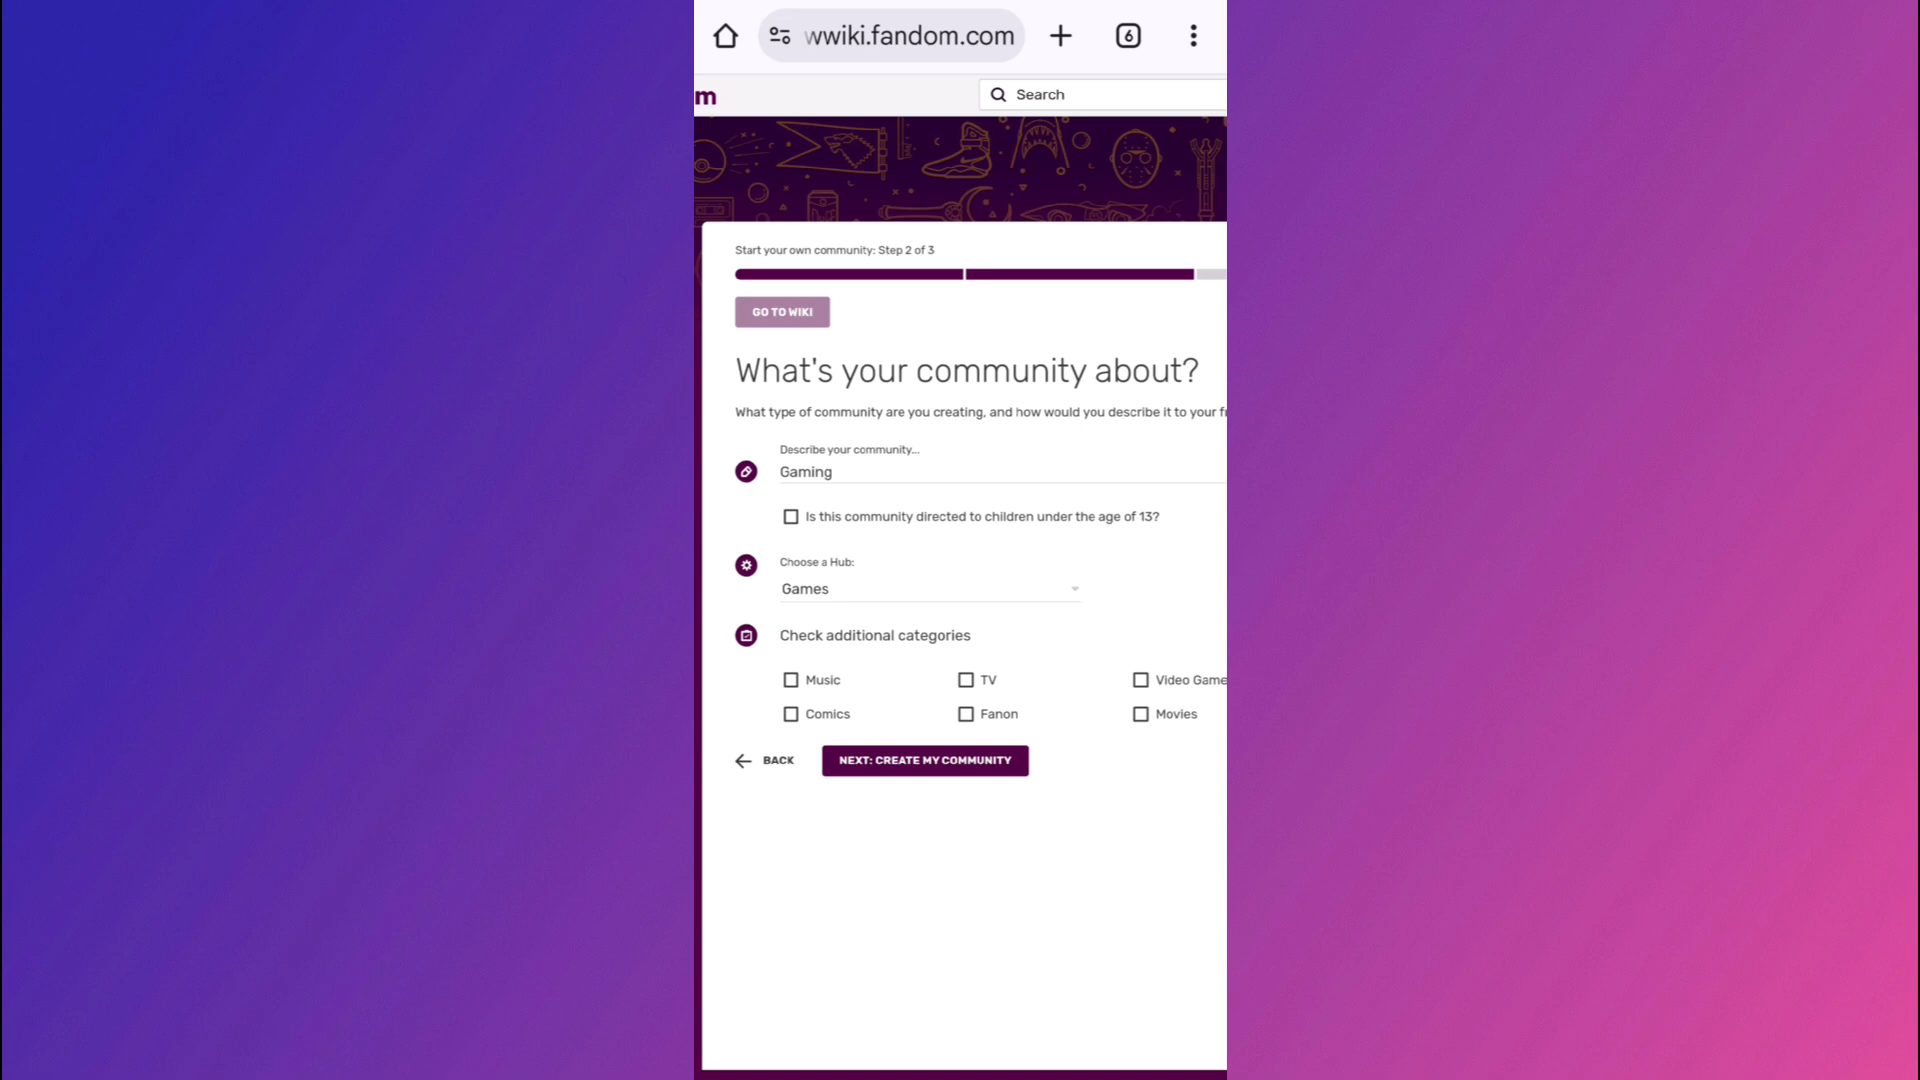 wwiki.fandom.com
6
m
Search
Start your own community: Step 2 of 3
GO TO WIKI
What's your community about?
What type of community are you creating, and how would you describe it to your fr
Describe your community...
Gaming
Is this community directed to children under the age of 13?
Choose a Hub:
Games
Check additional categories
Music TV Video Game
Comics Fanon Movies
BACK NEXT: CREATE MY COMMUNITY